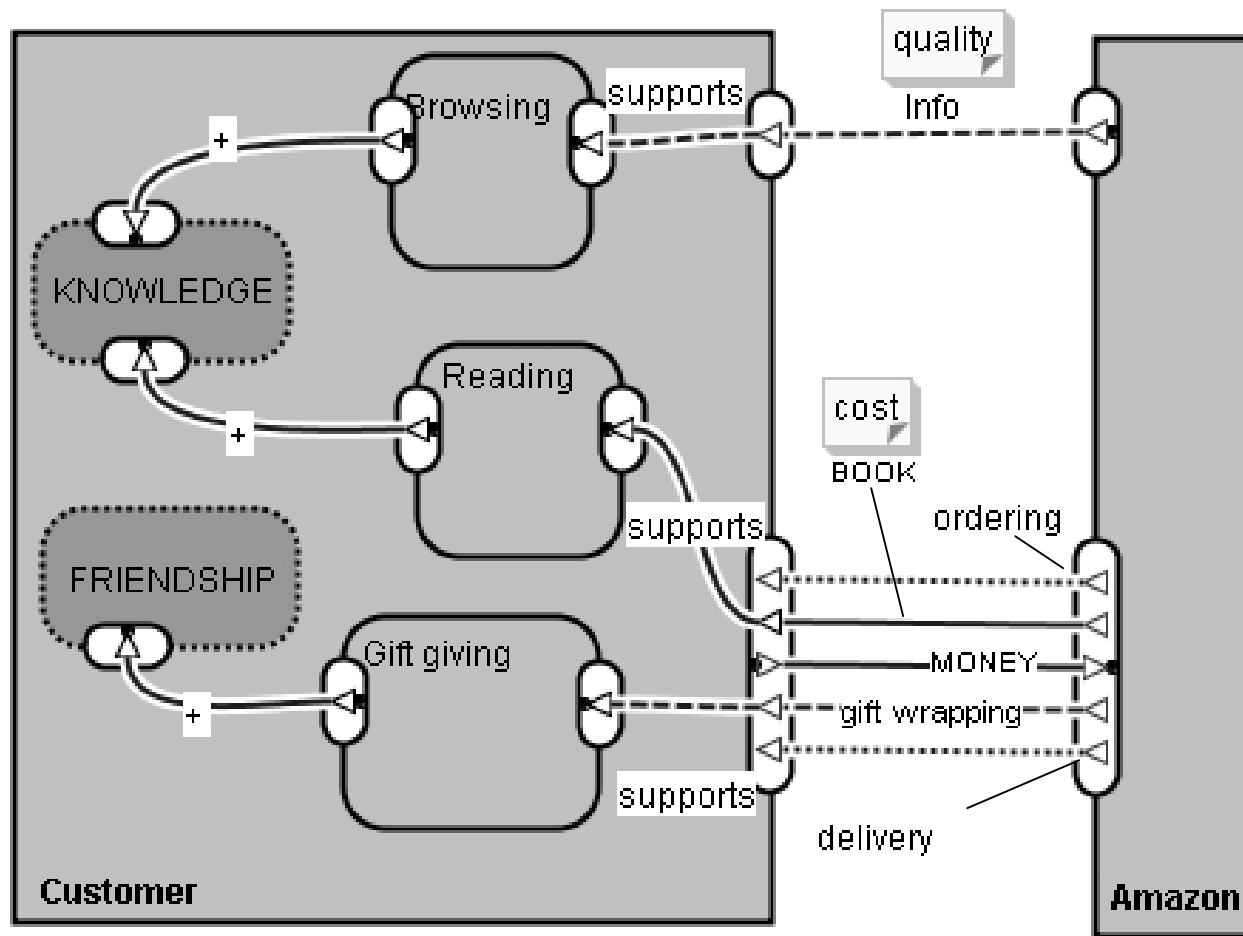 quality
Browsing
supports
Info
+
KNOWLEDGE
Reading
cost
+
BOOK
ordering
supports
FRIENDSHIP
Gift giving
MONEY
+
gift wrapping
supports
delivery
Customer
Amazon